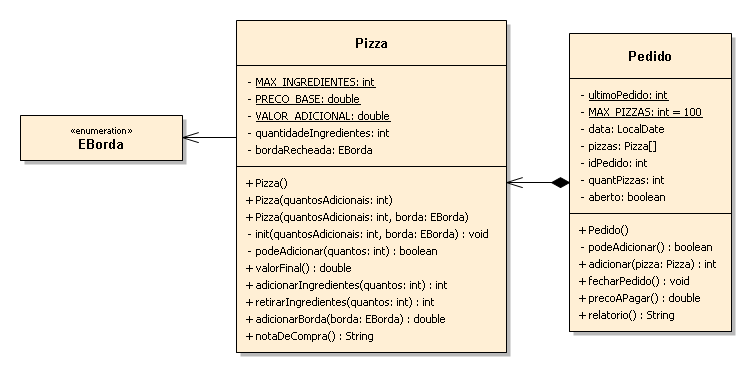 «enumeration»
EBorda
Pizza
- MAX_INGREDIENTES: int
- PRECO_BASE: double
- VALOR_ADICIONAL: double
- quantidadeIngredientes: int
- bordaRecheada: EBorda
+ Pizza()
+ Pizza(quantosAdicionais: int)
+ Pizza(quantosAdicionais: int, borda: EBorda)
- init(quantosAdicionais: int, borda: EBorda) : void
- podeAdicionar(quantos: int) : boolean
+ valorFinal() : double
+ adicionarIngredientes(quantos: int) : int
+ retirarIngredientes(quantos: int) : int
+ adicionarBorda(borda: EBorda) : double
+ notaDeCompra() : String
Pedido
- ultimoPedido: int
- MAX_PIZZAS: int = 100
- data: LocalDate
- pizzas: Pizza[]
- idPedido: int
- quantPizzas: int
- aberto: boolean
+ Pedido()
- podeAdicionar() : boolean
+ adicionar(pizza: Pizza) : int
+ fecharPedido() : void
+ precoAPagar() : double
+ relatorio() : String